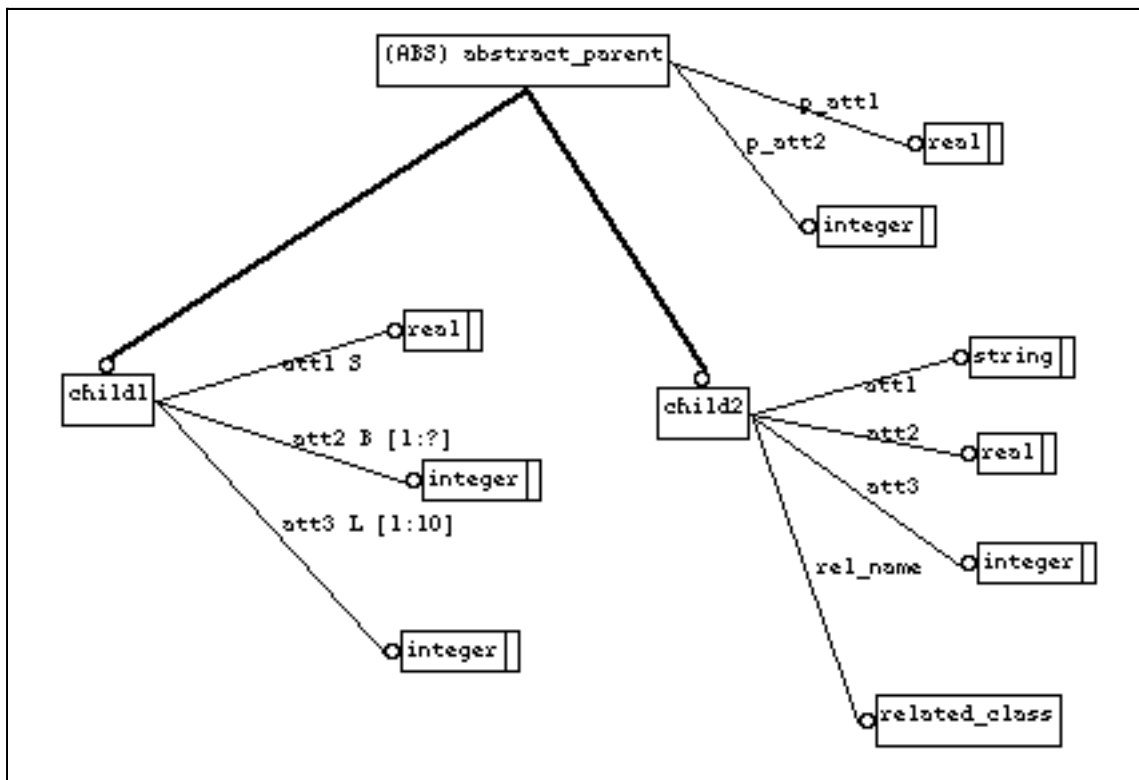 (ABS) abstract_parent
p_att1
real
p_att2
integer
real
att1 S
child1
att2 B [1:?]
integer
att3 L [1:10]
integer
string
att1
child2
att2
real
att3
integer
rel_name
related_class